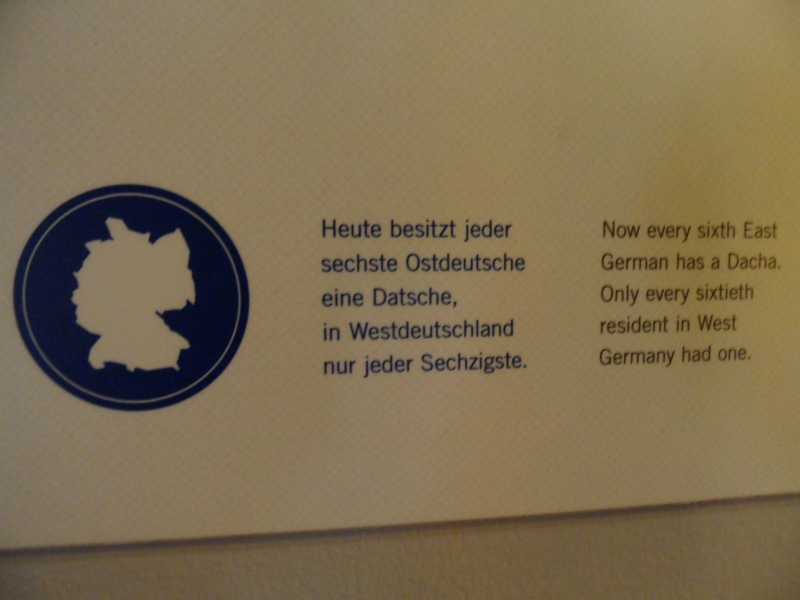 Heute besitzt jeder
sechste Ostdeutsche
eine Datsche,
in Westdeutschland
nur jeder Sechzigste.
Now every sixth East
German has a Dacha.
Only every sixtieth
resident in West
Germany had one.